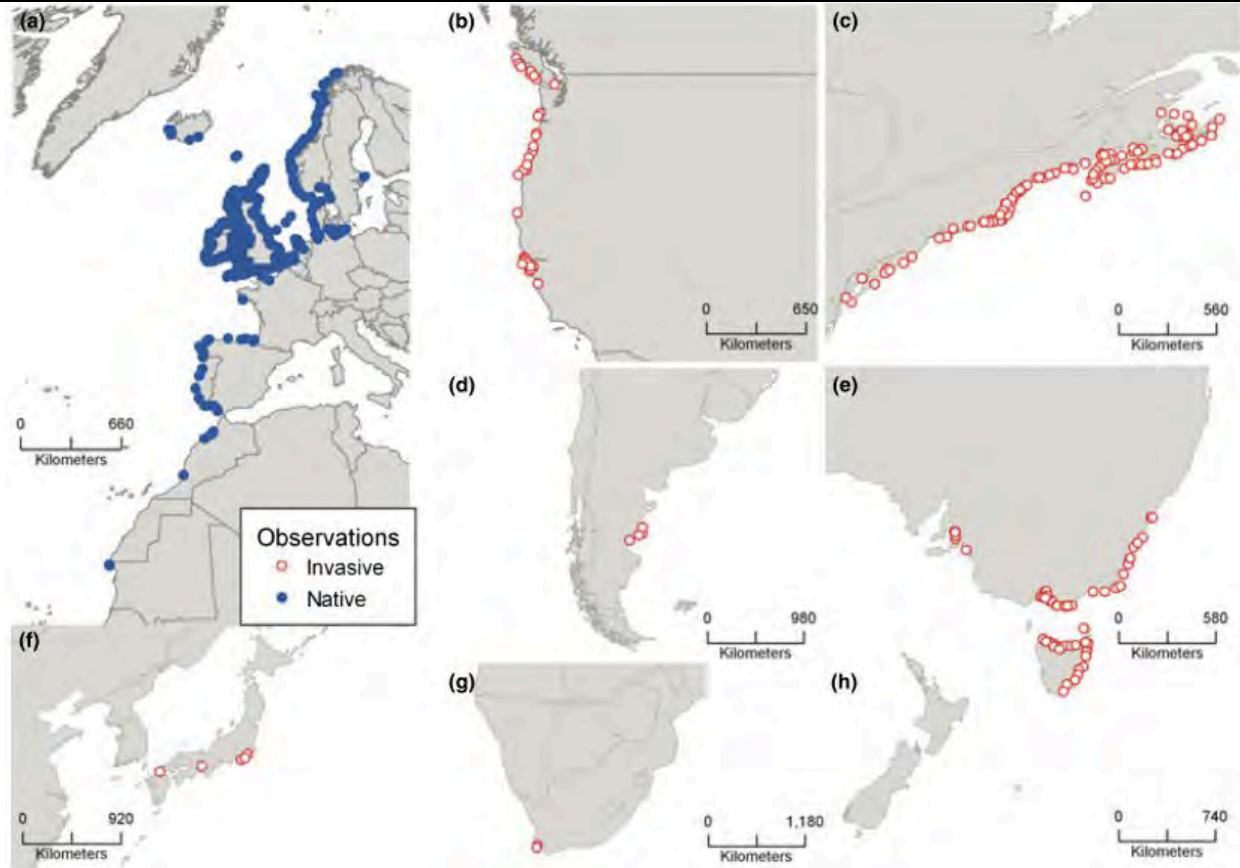 (a)
(b)
(c)
0 660
Kilometers
0 650
Kilometers
0 560
Kilometers
(d)
(e)
Observations
Invasive
Native
0 980
Kilometers
0 580
Kilometers
(f)
(g)
(h)
0 920
Kilometers
0 1,180
Kilometers
0 740
Kilometers